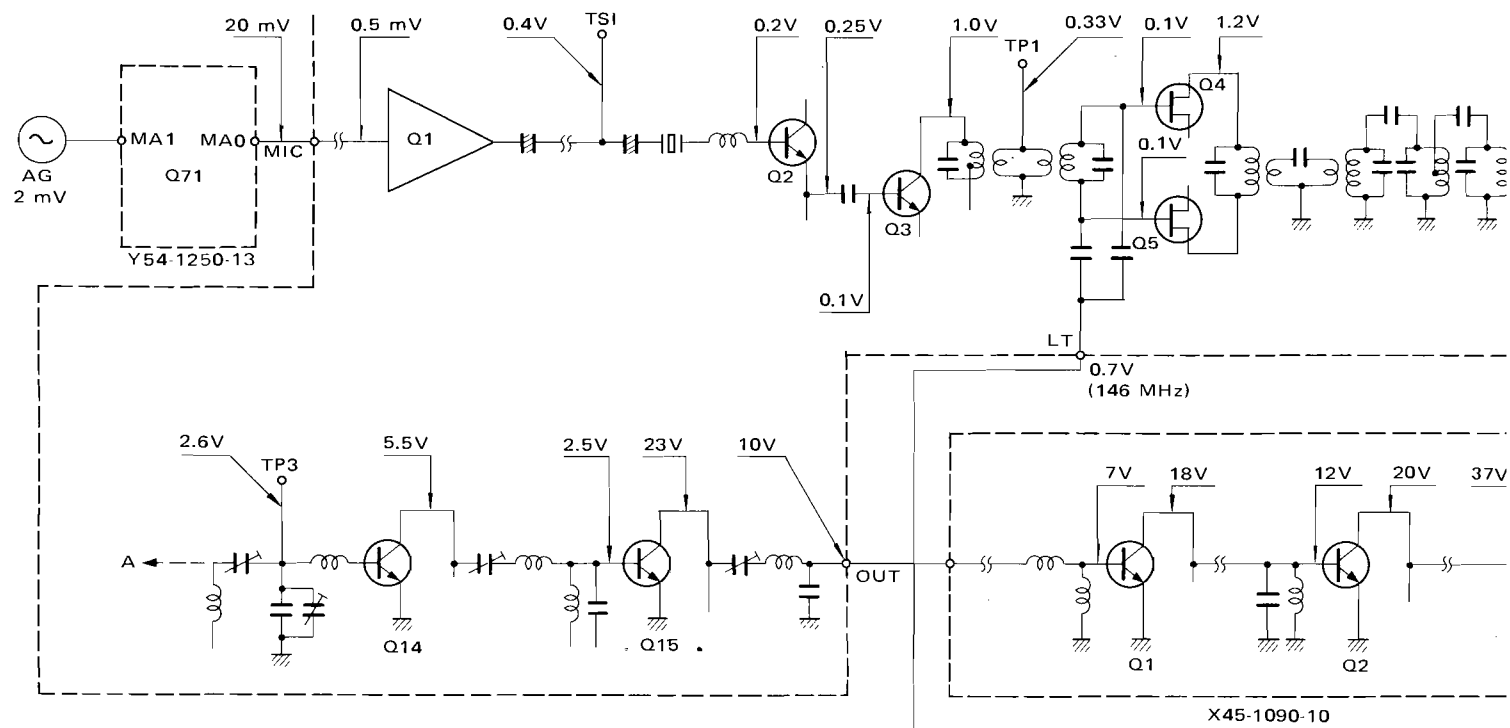 20 mV
0.5 mV
0.4V
TSI
0.2V
0.25V
1.0V
0.33V
TP1
0.1V
1.2V
Q4
MA1
MA0
MIC
Q1
AG
2 mV
Q71
Q2
0.1V
Q3
Q5
Y54-1250-13
0.1V
LT
0.7V
(146 MHz)
2.6V
TP3
5.5V
2.5V
23V
10V
7V
18V
12V
20V
37V
A
OUT
Q14
Q15
Q1
Q2
X45-1090-10